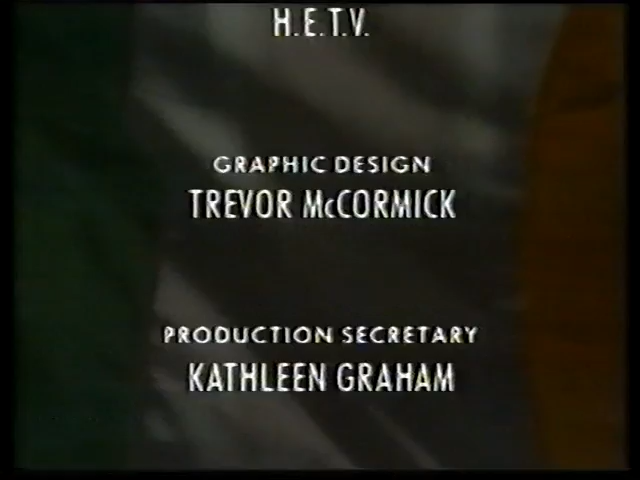 H.E.T.V.
GRAPHIC DESIGN
TREVOR McCORMICK
PRODUCTION SECRETARY
KATHLEEN GRAHAM